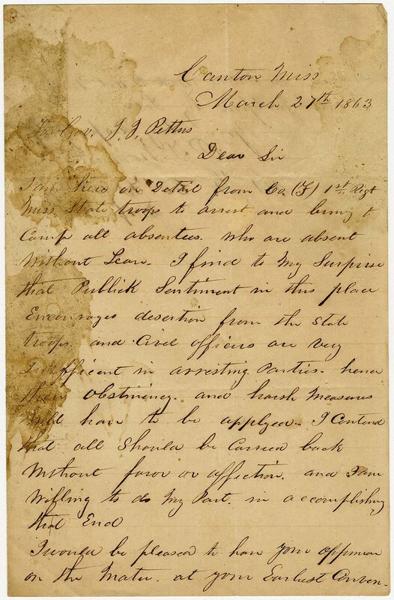 Canton Miss
March 27th 1863
To Gov. J. J. Pettus
Dear Sir
I am Here on Detail from Co, (F) 1st Regt
Miss State troops to arrest and bring to
Camp all absentees. who are absent
Without Leave. I find to My Surprise
that Publick Sentiment in this place
Encourages desertion from the State
troops. and Civil officers are very
Inefficient in arresting Parties. hence
their obstinacy. and harsh Measures
will have to be applyed. I Contend
that all Should be Carried back
Without favor or affection. and I am
Willing to do My Part. in accomplishing
that End
I would be pleased to have your oppinion
on the Matter. at your Earliest Conven-